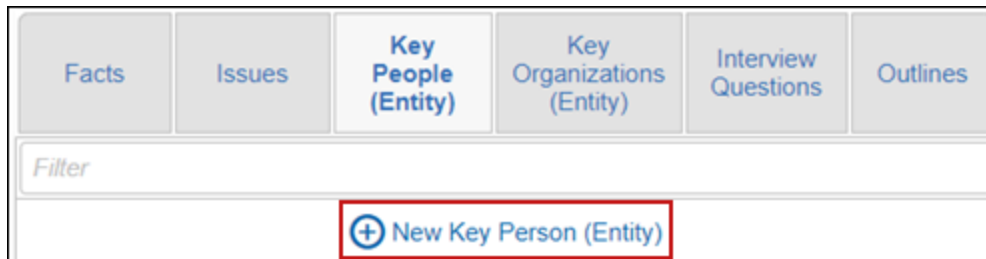 Facts
Issues
Key
People
(Entity)
Key
Organizations
(Entity)
Interview
Questions
Outlines
Filter
New Key Person (Entity)